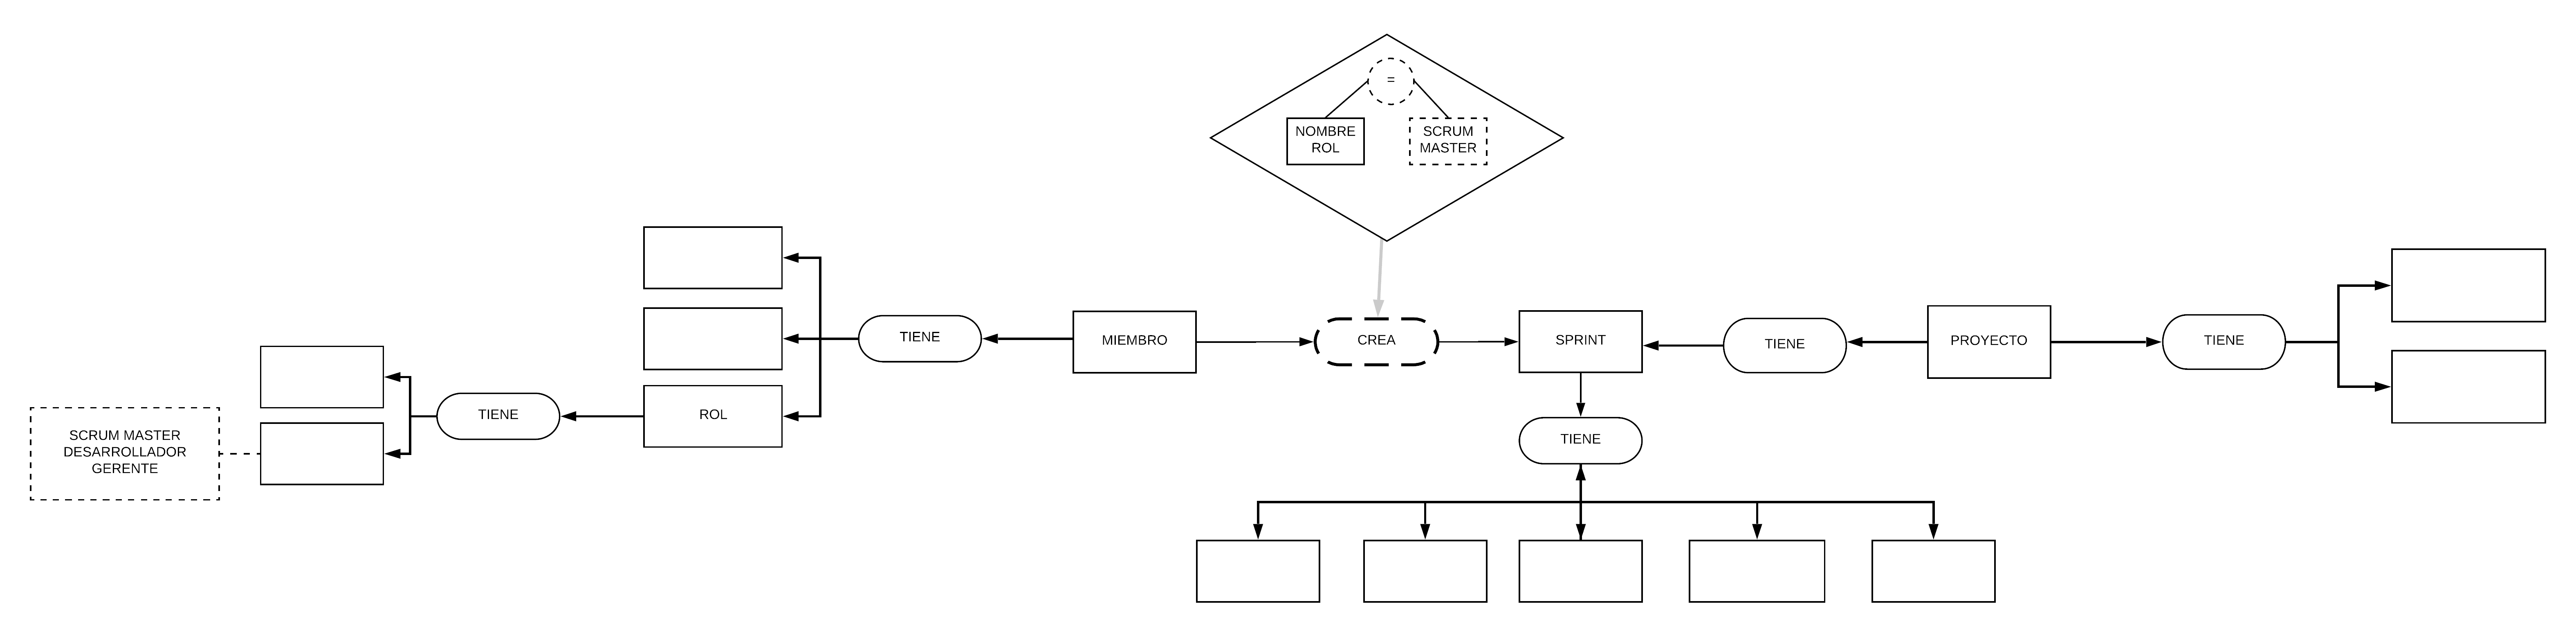 =
NOMBRE
ROL
SCRUM
MASTER
TIENE
MIEMBRO
CREA
SPRINT
TIENE
PROYECTO
TIENE
TIENE
ROL
SCRUM MASTER
DESARROLLADOR
GERENTE
TIENE